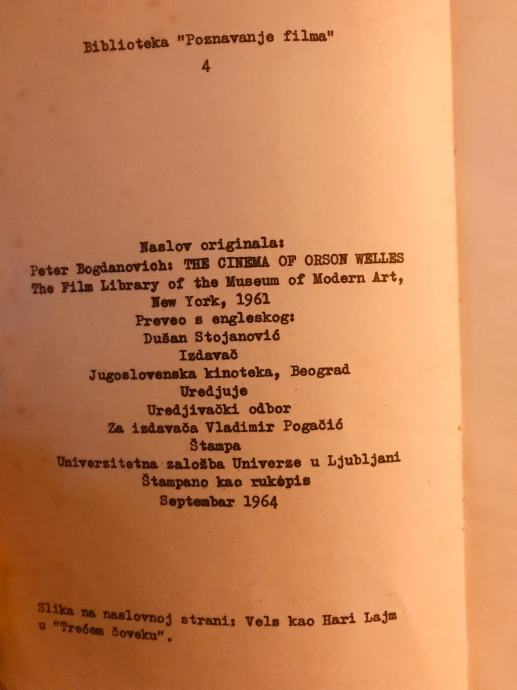 Biblioteka "Poznavanje filma"
4
Naslov originala:
Peter Bogdanovich: THE CINEMA OF ORSON WELLES
The Film Library of the Museum of Modern Art,
New York, 1961
Preveo s engleskog:
Dušan Stojanović
Izdavač
Jugoslovenska kinoteka, Beograd
Uredjuje
Uredjivački odbor
Za izdavača Vladimir Pogačić
Štampa
Univerzitetna založba Univerze u Ljubljani
Štampano kao rukopis
Septembar 1964
Slika na naslovnoj strani: Vels kao Hari Lajm
u "Trećem čoveku".